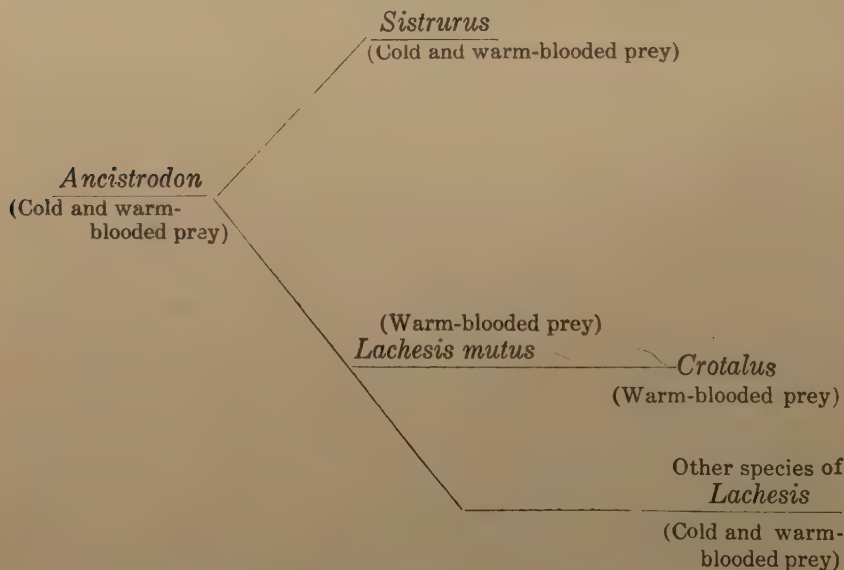 Sistrurus
(Cold and warm-blooded prey)
Ancistrodon
(Cold and warm-
blooded prey)
(Warm-blooded prey)
Lachesis mutus
Crotalus
(Warm-blooded prey)
Other species of
Lachesis
(Cold and warm-
blooded prey)